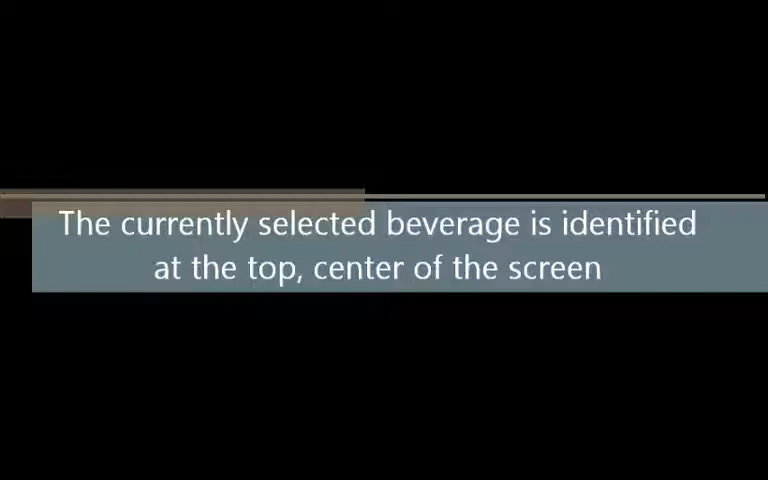 The currently selected beverage is identified
at the top, center of the screen